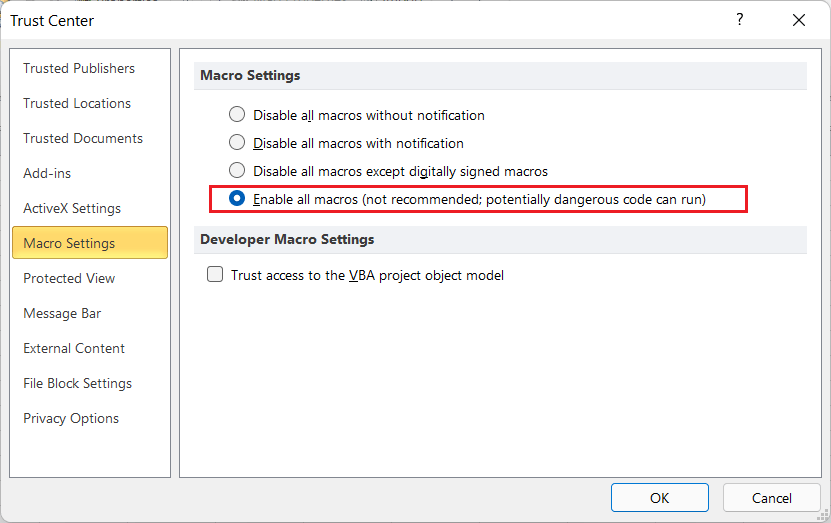 Trust Center
?
Trusted Publishers
Trusted Locations
Trusted Documents
Add-ins
ActiveX Settings
Macro Settings
Protected View
Message Bar
External Content
File Block Settings
Privacy Options
Macro Settings
Disable all macros without notification
Disable all macros with notification
Disable all macros except digitally signed macros
Enable all macros (not recommended; potentially dangerous code can run)
Developer Macro Settings
Trust access to the VBA project object model
OK
Cancel